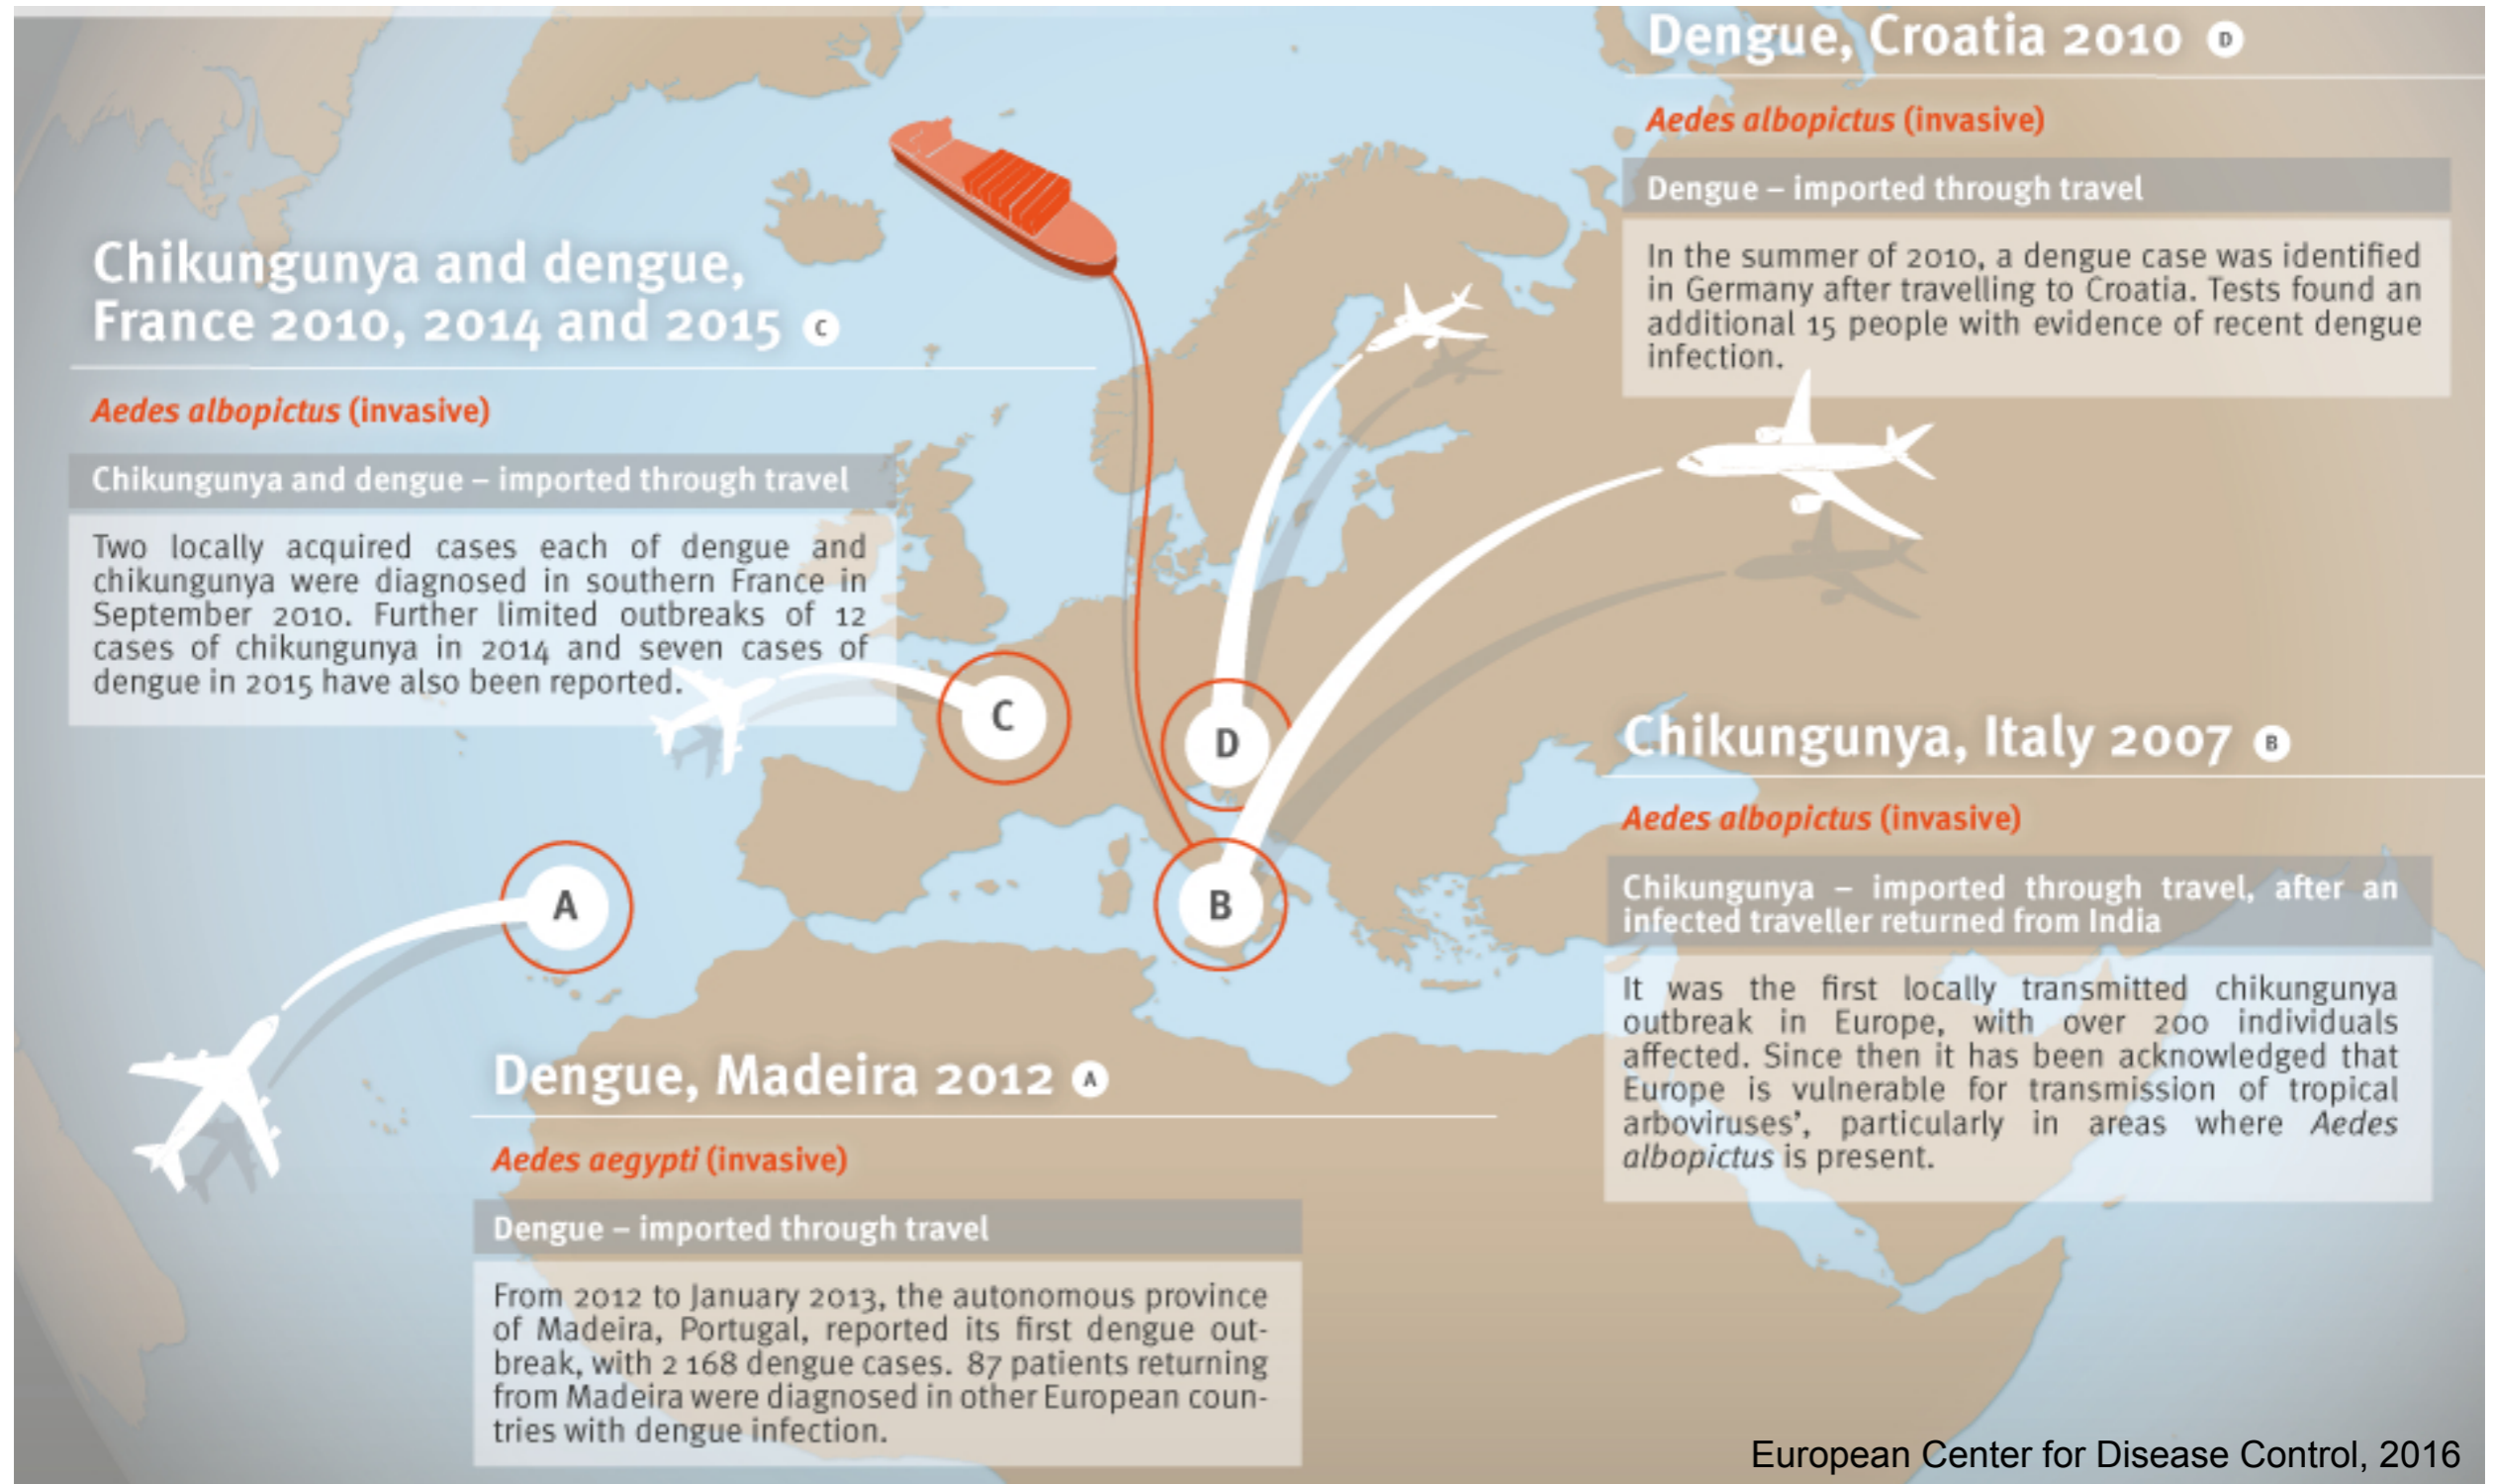 Dengue, Croatia 2010 D
Aedes albopictus (invasive)
Dengue – imported through travel
In the summer of 2010, a dengue case was identified
in Germany after travelling to Croatia. Tests found an
additional 15 people with evidence of recent dengue
infection.
Chikungunya and dengue,
France 2010, 2014 and 2015 C
Aedes albopictus (invasive)
Chikungunya and dengue – imported through travel
Two locally acquired cases each of dengue and
chikungunya were diagnosed in southern France in
September 2010. Further limited outbreaks of 12
cases of chikungunya in 2014 and seven cases of
dengue in 2015 have also been reported.
C
D
B
A
Chikungunya, Italy 2007 B
Aedes albopictus (invasive)
Chikungunya – imported through travel, after an
infected traveller returned from India
It was the first locally transmitted chikungunya
outbreak in Europe, with over 200 individuals
affected. Since then it has been acknowledged that
Europe is vulnerable for transmission of tropical
arboviruses’, particularly in areas where Aedes
albopictus is present.
Dengue, Madeira 2012 A
Aedes aegypti (invasive)
Dengue – imported through travel
From 2012 to January 2013, the autonomous province
of Madeira, Portugal, reported its first dengue out-
break, with 2 168 dengue cases. 87 patients returning
from Madeira were diagnosed in other European coun-
tries with dengue infection.
European Center for Disease Control, 2016